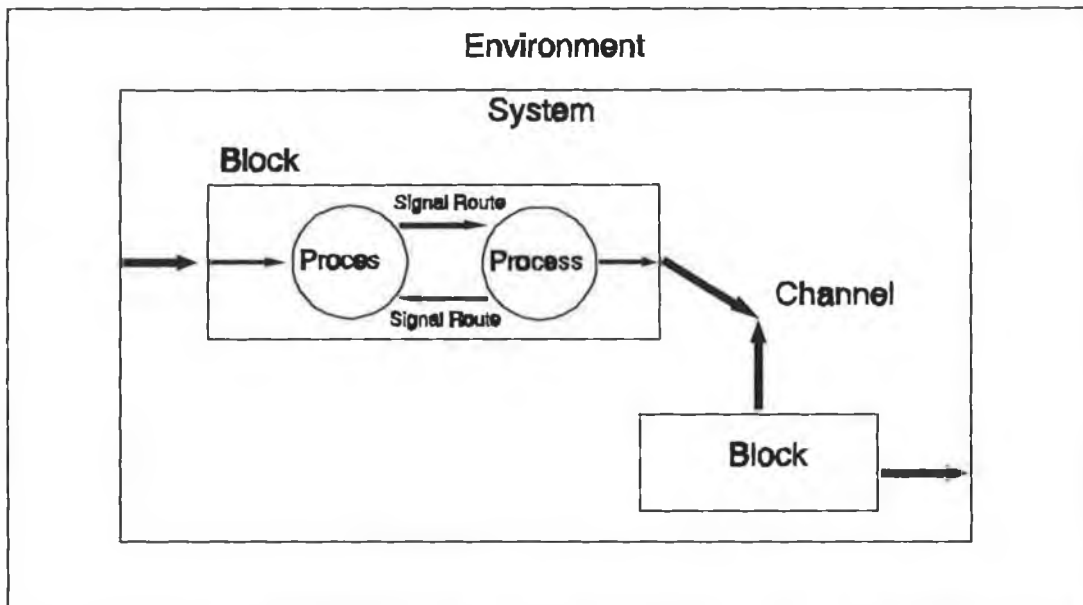 Environment
System
Block
Signal Route
Proces
Process
Signal Route
Channel
Block